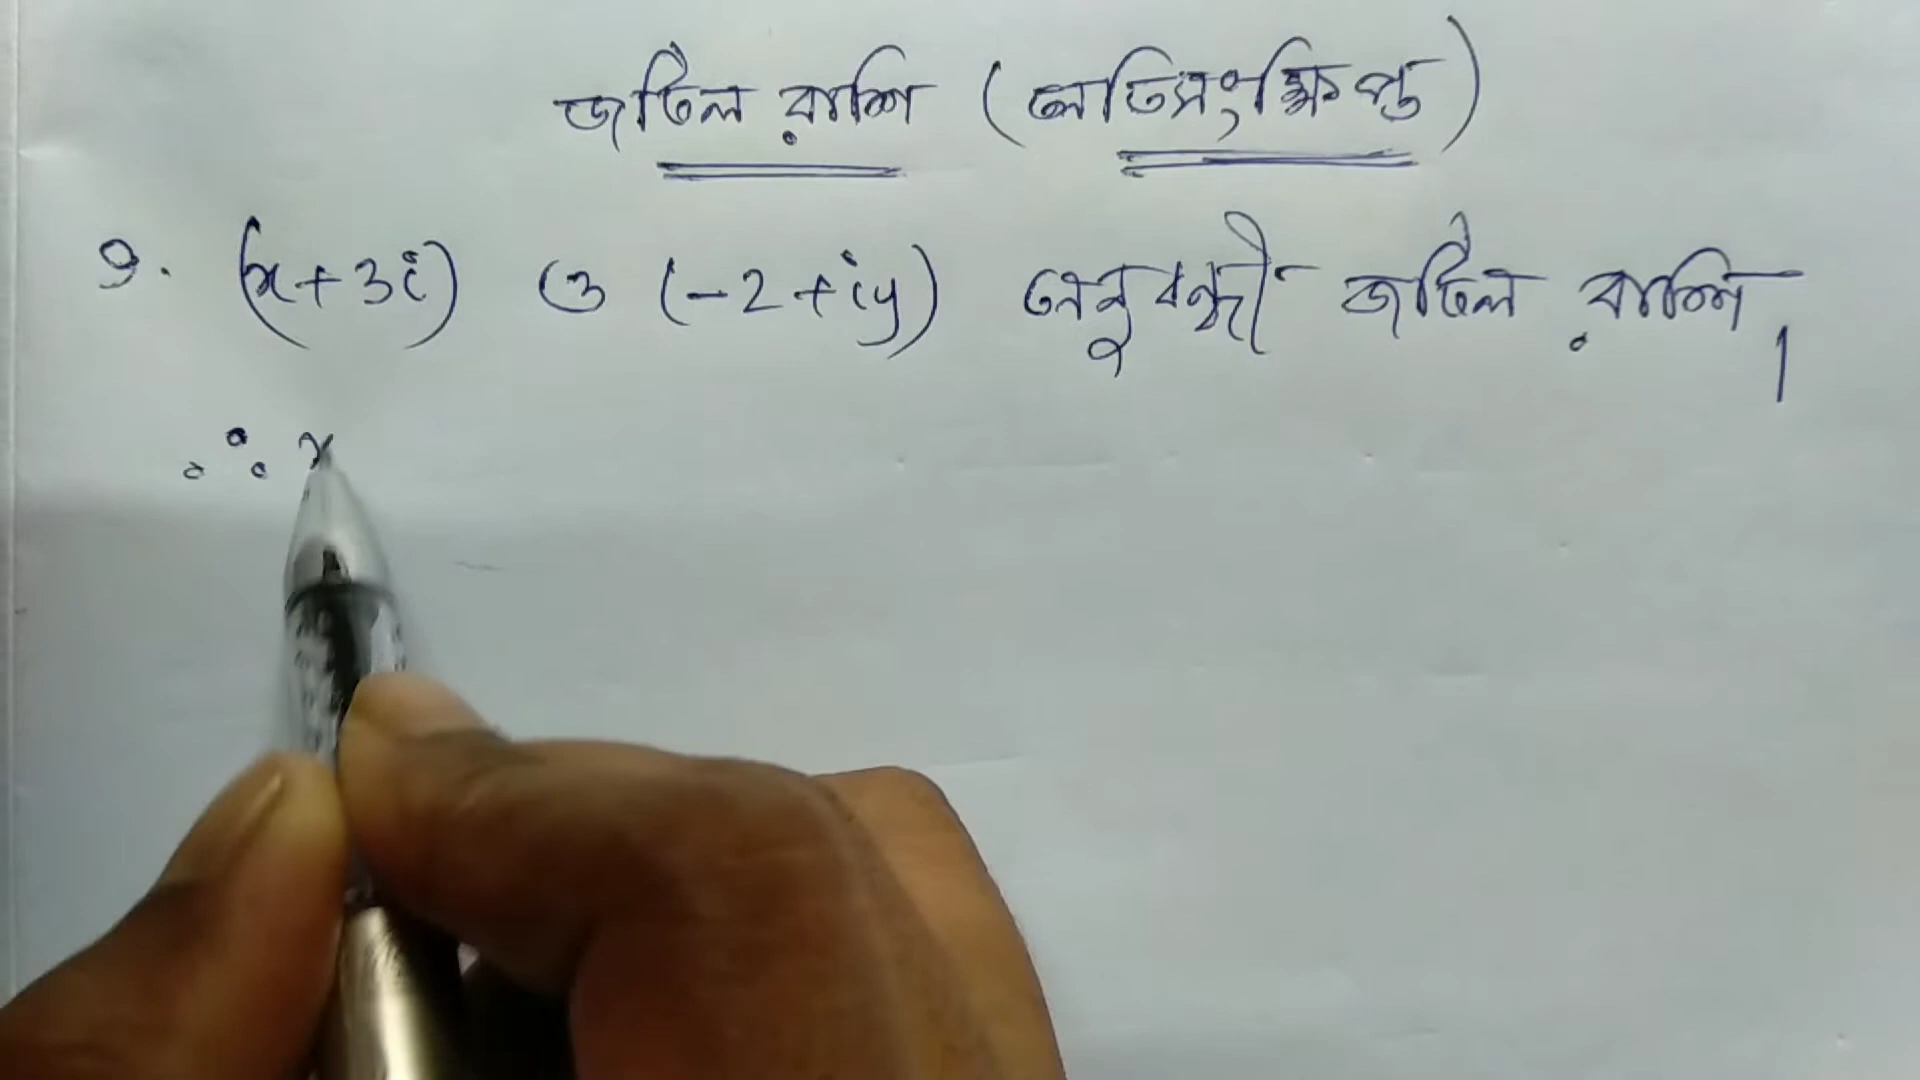 জটিল রাশি (অতিসংক্ষিপ্ত)
9. (x+3i) ও (-2+iy) অনুবন্ধী জটিল রাশি।
∴ x